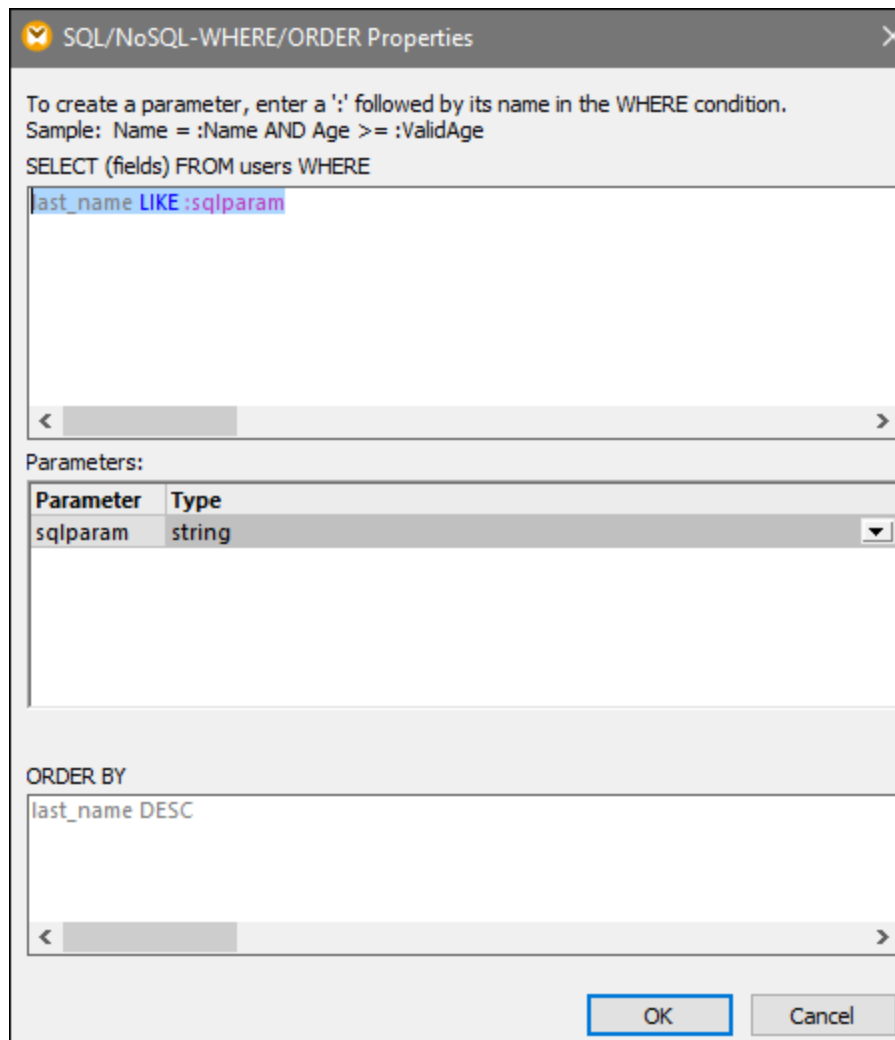 SQL/NoSQL-WHERE/ORDER Properties
To create a parameter, enter a ':' followed by its name in the WHERE condition.
Sample:  Name = :Name AND Age >= :ValidAge
SELECT (fields) FROM users WHERE
last_name LIKE :sqlparam
Parameters:
Parameter Type
sqlparam string
ORDER BY
last_name DESC
OK Cancel